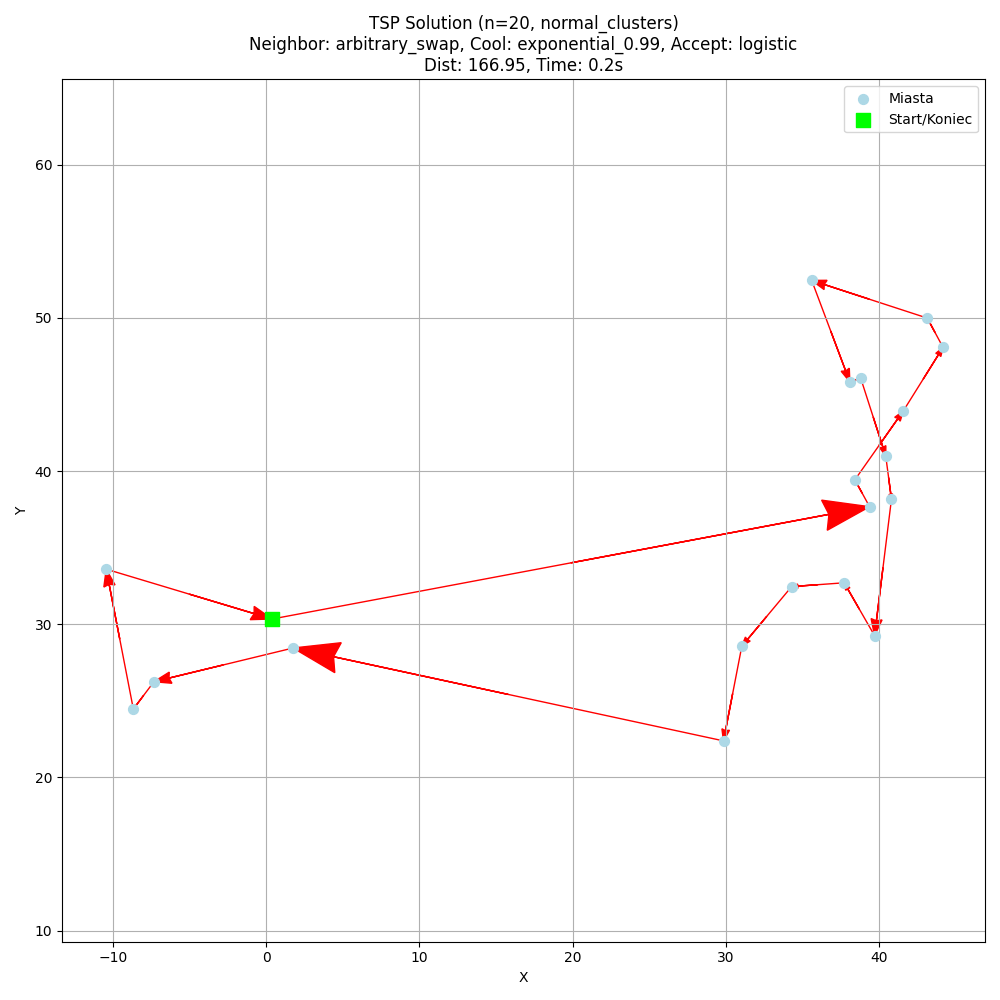 TSP Solution (n=20, normal_clusters)
Neighbor: arbitrary_swap, Cool: exponential_0.99, Accept: logistic
Dist: 166.95, Time: 0.2s
Miasta
Start/Koniec
60
50
40
30
20
10
Y
−10
0
10
20
30
40
X